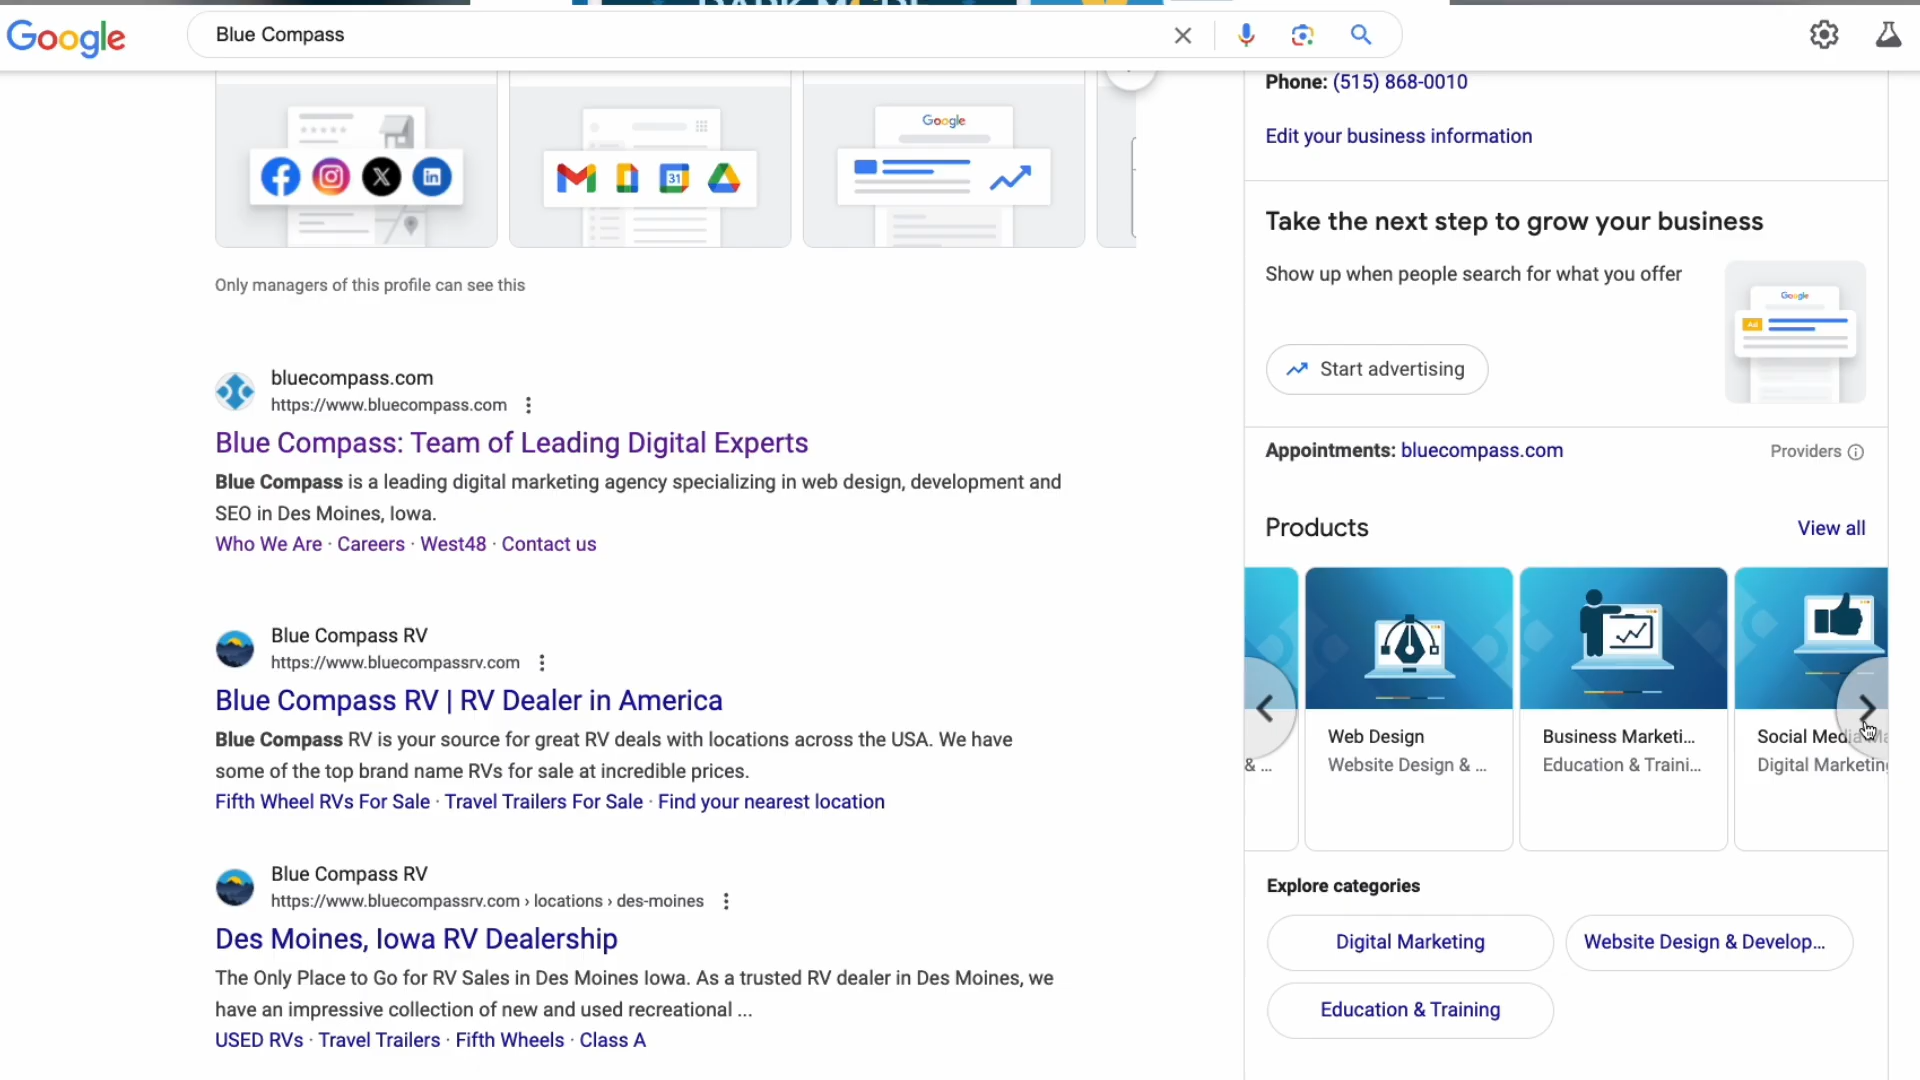 Google
Blue Compass
Google
31
Only managers of this profile can see this
bluecompass.com
https://www.bluecompass.com
Blue Compass: Team of Leading Digital Experts
Blue Compass is a leading digital marketing agency specializing in web design, development and
SEO in Des Moines, Iowa.
Who We Are · Careers · West48 · Contact us
Blue Compass RV
https://www.bluecompassrv.com
Blue Compass RV | RV Dealer in America
Blue Compass RV is your source for great RV deals with locations across the USA. We have
some of the top brand name RVs for sale at incredible prices.
Fifth Wheel RVs For Sale · Travel Trailers For Sale · Find your nearest location
Blue Compass RV
https://www.bluecompassrv.com › locations › des-moines
Des Moines, Iowa RV Dealership
The Only Place to Go for RV Sales in Des Moines Iowa. As a trusted RV dealer in Des Moines, we
have an impressive collection of new and used recreational ...
USED RVs · Travel Trailers · Fifth Wheels · Class A
Phone: (515) 868-0010
Edit your business information
Take the next step to grow your business
Show up when people search for what you offer
Google
Ad
Start advertising
Appointments: bluecompass.com
Providers
Products
View all
& ...
Web Design
Website Design & ...
Business Marketi...
Education & Traini...
Social Media
Digital Marketing
Explore categories
Digital Marketing
Website Design & Develop...
Education & Training